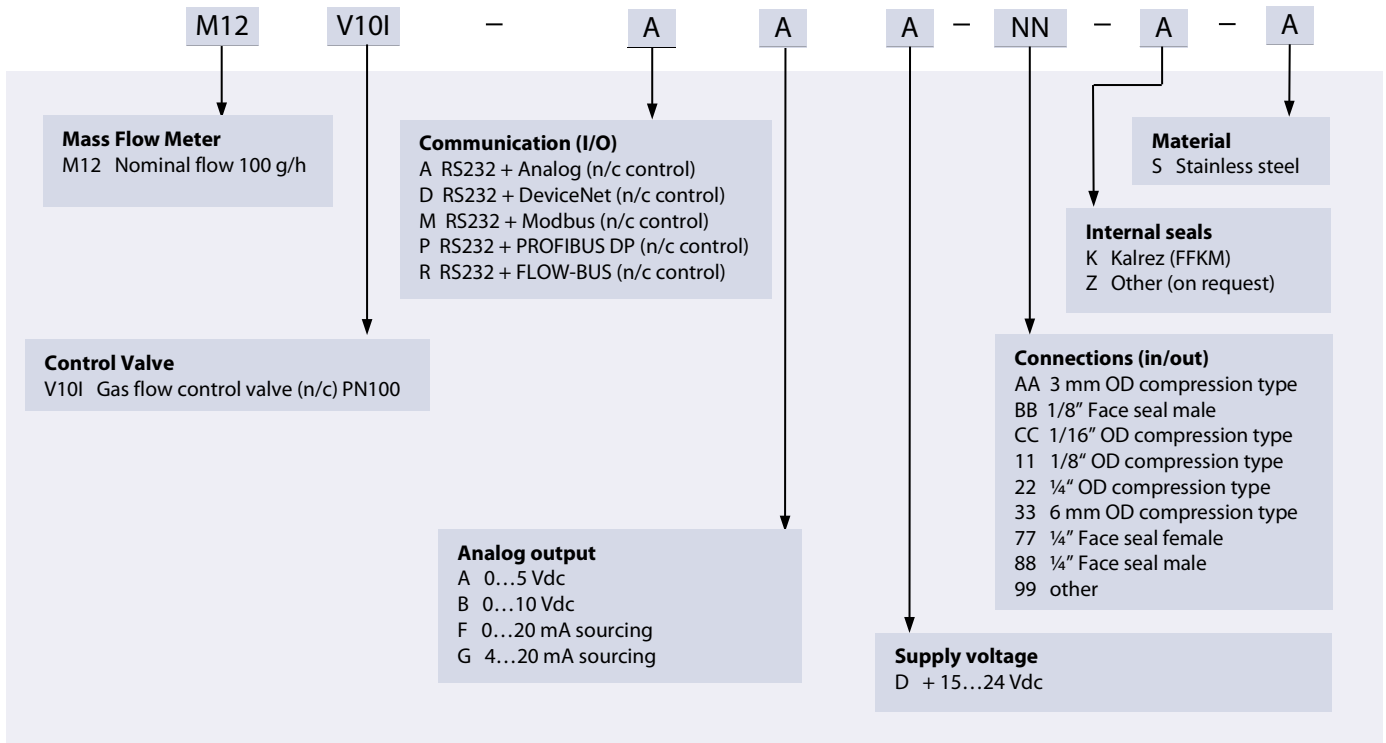 M12 V10I – A A A – NN – A – A
Mass Flow Meter
M12 Nominal flow 100 g/h
Communication (I/O)
A RS232 + Analog (n/c control)
D RS232 + DeviceNet (n/c control)
M RS232 + Modbus (n/c control)
P RS232 + PROFIBUS DP (n/c control)
R RS232 + FLOW-BUS (n/c control)
Material
S Stainless steel
Internal seals
K Kalrez (FFKM)
Z Other (on request)
Control Valve
V10I Gas flow control valve (n/c) PN100
Connections (in/out)
AA 3 mm OD compression type
BB 1/8” Face seal male
CC 1/16” OD compression type
11 1/8“ OD compression type
22 ¼“ OD compression type
33 6 mm OD compression type
77 ¼” Face seal female
88 ¼” Face seal male
99 other
Analog output
A 0…5 Vdc
B 0…10 Vdc
F 0…20 mA sourcing
G 4…20 mA sourcing
Supply voltage
D + 15…24 Vdc